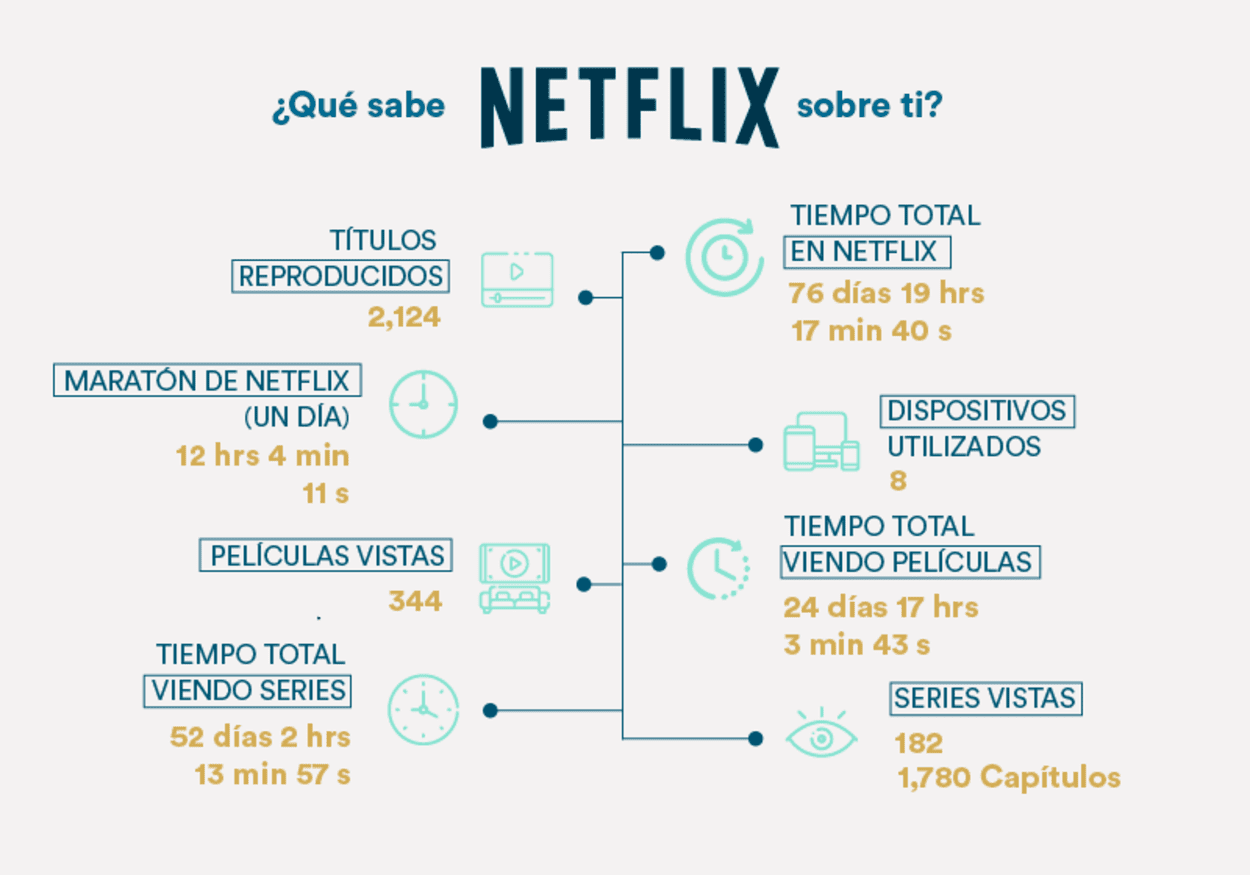 ¿Qué sabe NETFLIX sobre ti?
TÍTULOS
REPRODUCIDOS
2,124
TIEMPO TOTAL
EN NETFLIX
76 días 19 hrs
17 min 40 s
MARATÓN DE NETFLIX
(UN DÍA)
12 hrs 4 min
11 s
DISPOSITIVOS
UTILIZADOS
8
PELÍCULAS VISTAS
344
TIEMPO TOTAL
VIENDO PELÍCULAS
24 días 17 hrs
3 min 43 s
TIEMPO TOTAL
VIENDO SERIES
52 días 2 hrs
13 min 57 s
SERIES VISTAS
182
1,780 Capítulos